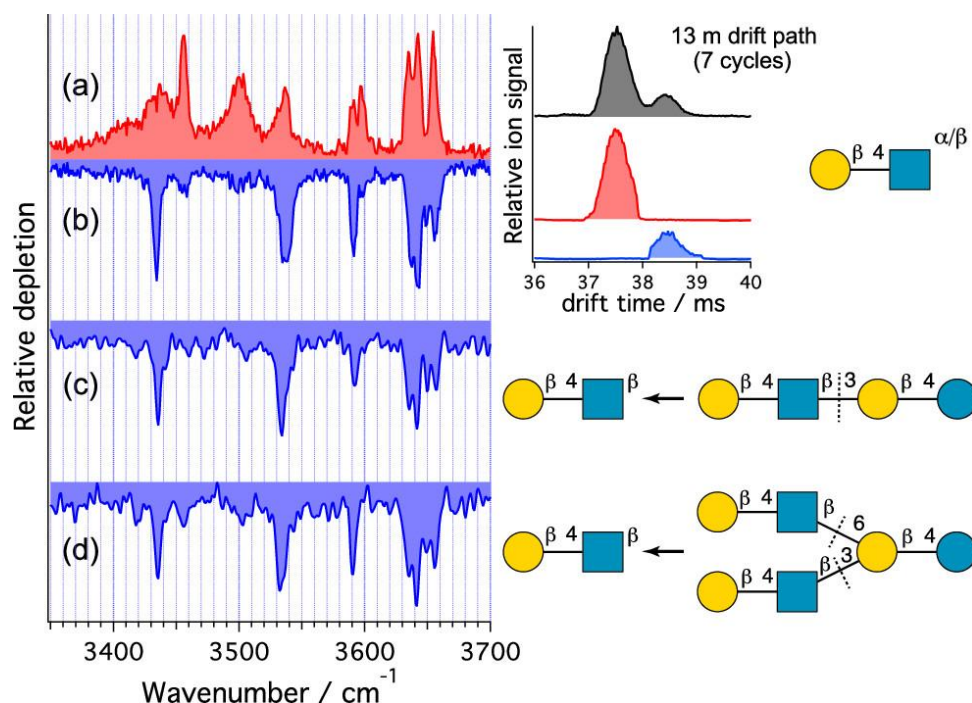 Relative depletion
(a)
(b)
(c)
(d)
3400 3500 3600 3700
Wavenumber / cm⁻¹
Relative ion signal
13 m drift path
(7 cycles)
36 37 38 39 40
drift time / ms
β 4 α/β
β 4 β β 4 β 3 β 4
β 4 β 6
β 4 β β 4
β 4 β 3